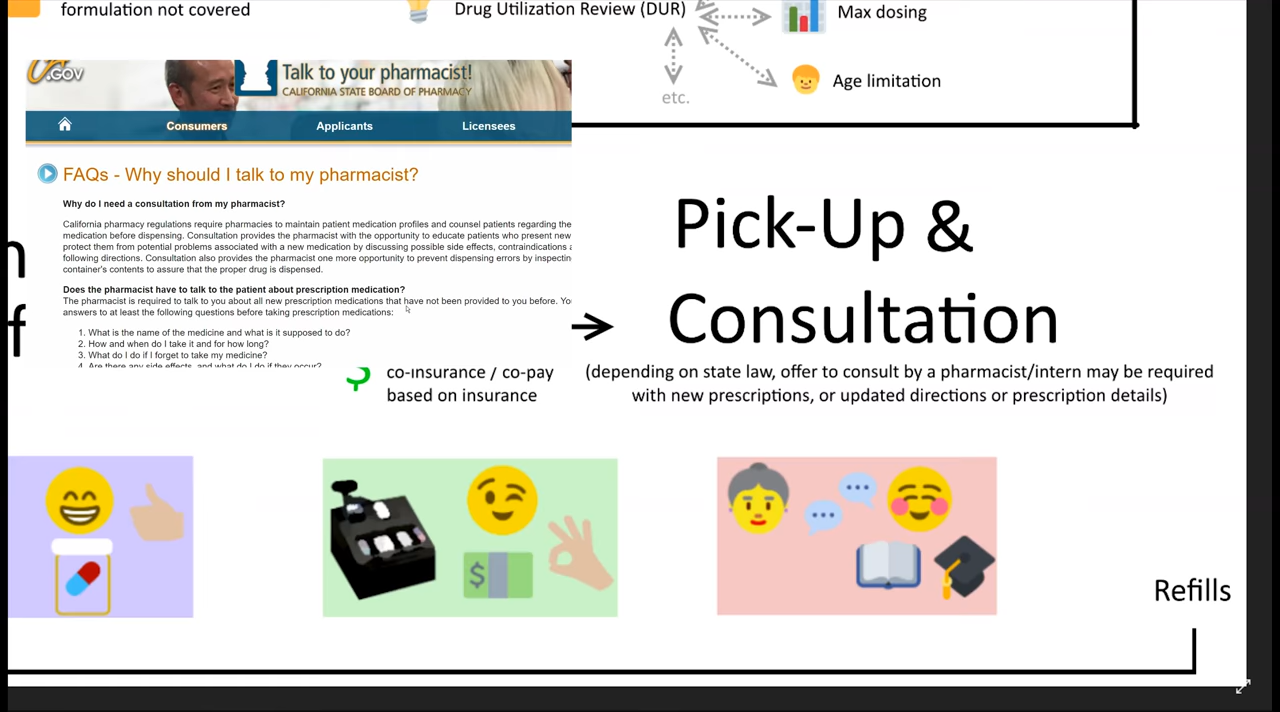 formulation not covered
Drug Utilization Review (DUR)
Max dosing
Age limitation
etc.
.GOV
Talk to your pharmacist!
CALIFORNIA STATE BOARD OF PHARMACY
Consumers
Applicants
Licensees
FAQs - Why should I talk to my pharmacist?
Why do I need a consultation from my pharmacist?
California pharmacy regulations require pharmacies to maintain patient medication profiles and counsel patients regarding the
medication before dispensing. Consultation provides the pharmacist with the opportunity to educate patients who present new
protect them from potential problems associated with a new medication by discussing possible side effects, contraindications
following directions. Consultation also provides the pharmacist one more opportunity to prevent dispensing errors by
container's contents to assure that the proper drug is dispensed.
Does the pharmacist have to talk to the patient about prescription medication?
The pharmacist is required to talk to you about all new prescription medications that have not been provided to you before.
answers to at least the following questions before taking prescription medications:
1. What is the name of the medicine and what is it supposed to do?
2. How and when do I take it and for how long?
3. What do I do if I forget to take my medicine?
4. Are there any side effects, and what do I do if they occur?
n
f
Pick-Up &
Consultation
(depending on state law, offer to consult by a pharmacist/intern may be required
with new prescriptions, or updated directions or prescription details)
co-insurance / co-pay
based on insurance
$
Refills